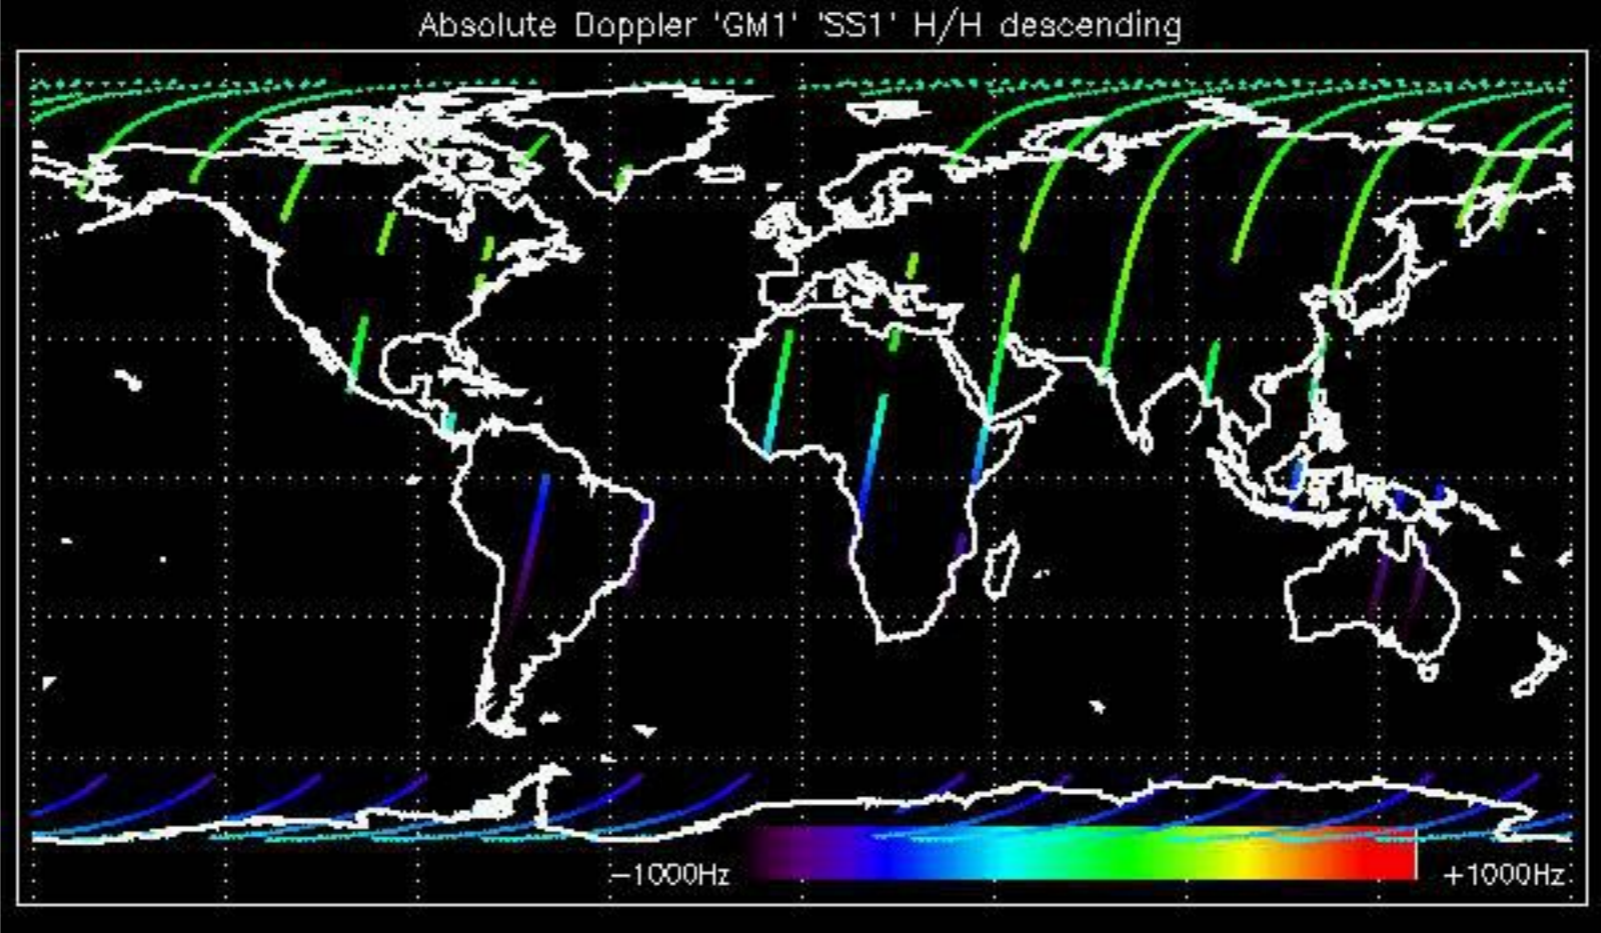 Absolute Doppler 'GM1' 'SS1' H/H descending
−1000Hz +1000Hz